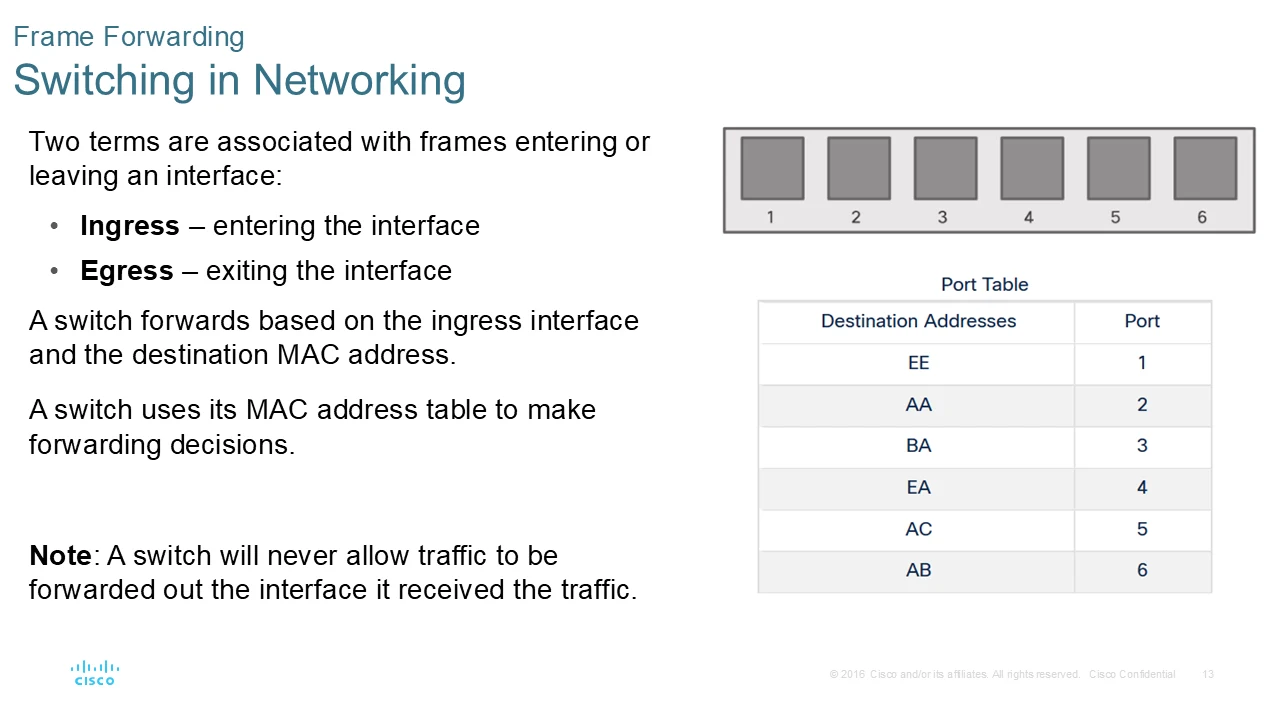 Frame Forwarding
Switching in Networking
Two terms are associated with frames entering or
leaving an interface:
• Ingress – entering the interface
• Egress – exiting the interface
A switch forwards based on the ingress interface
and the destination MAC address.
A switch uses its MAC address table to make
forwarding decisions.
Note: A switch will never allow traffic to be
forwarded out the interface it received the traffic.
1 2 3 4 5 6
Port Table
Destination Addresses Port
EE 1
AA 2
BA 3
EA 4
AC 5
AB 6
CISCO
© 2016 Cisco and/or its affiliates. All rights reserved. Cisco Confidential 13